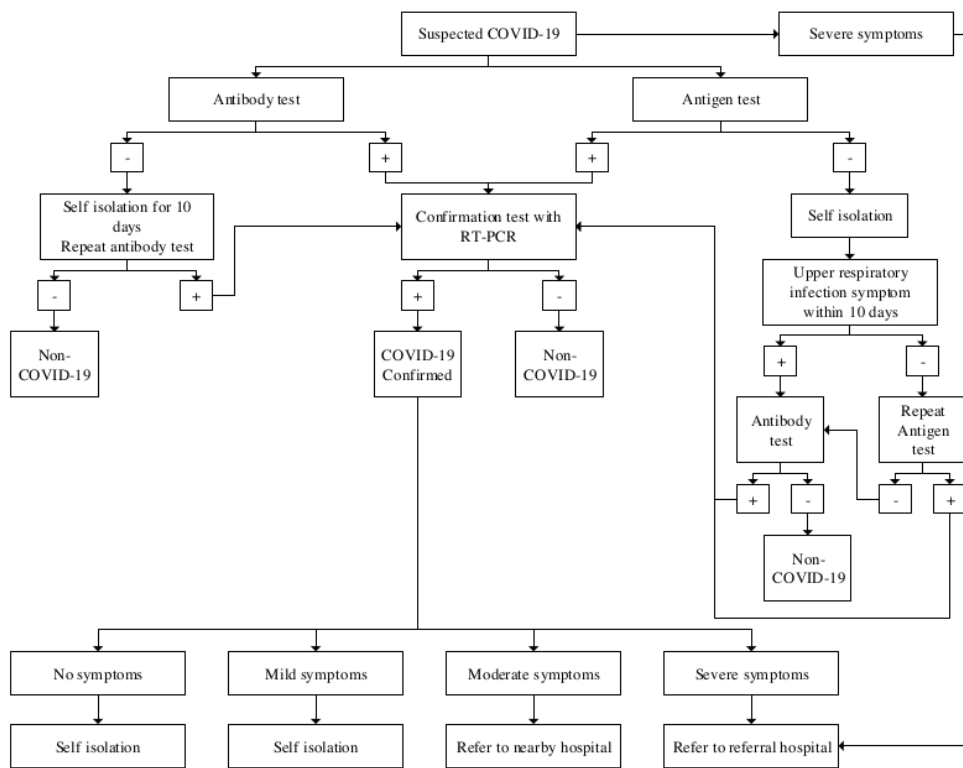 Suspected COVID-19
Severe symptoms
Antibody test
Antigen test
-
+
+
-
Self isolation for 10
days
Repeat antibody test
Confirmation test with
RT-PCR
Self isolation
Upper respiratory
infection symptom
within 10 days
-
+
+
-
Non-
COVID-19
COVID-19
Confirmed
Non-
COVID-19
+
-
Antibody
test
Repeat
Antigen
test
+
-
-
+
Non-
COVID-19
No symptoms
Mild symptoms
Moderate symptoms
Severe symptoms
Self isolation
Self isolation
Refer to nearby hospital
Refer to referral hospital